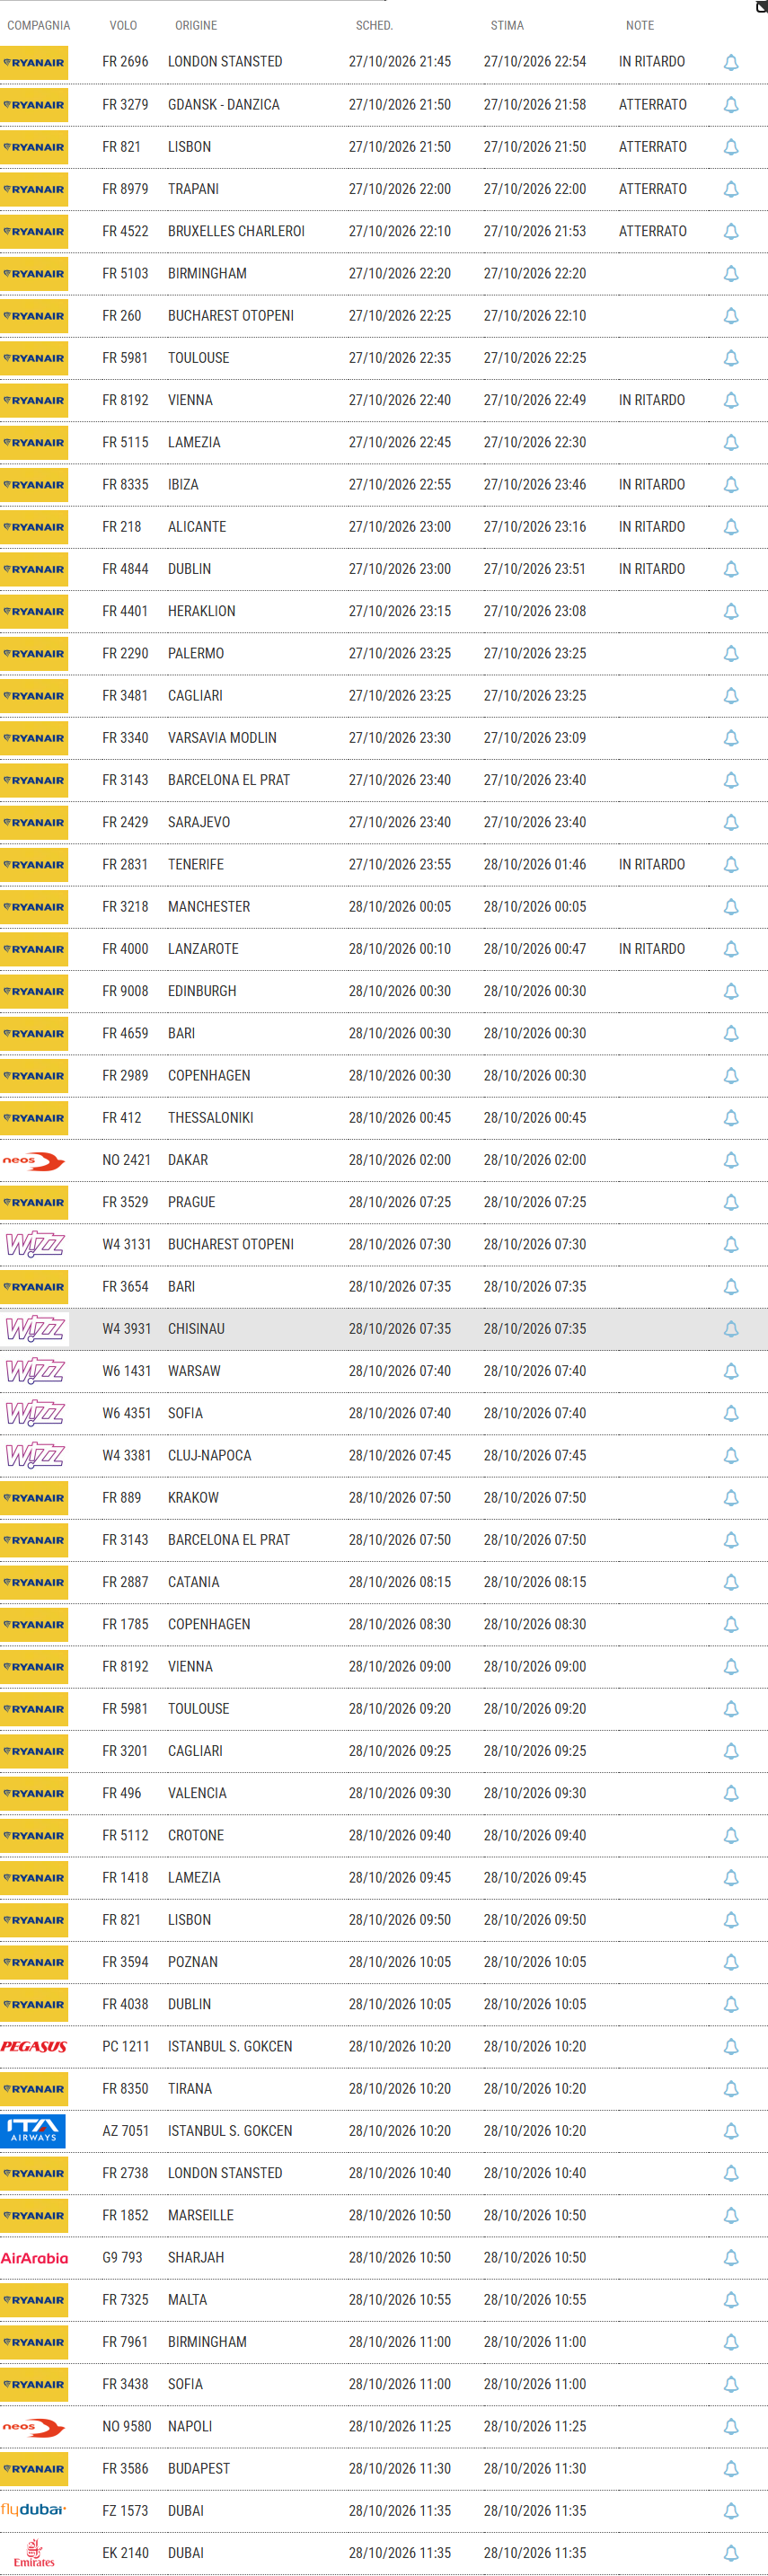 COMPAGNIA VOLO ORIGINE SCHED. STIMA NOTE
RYANAIR FR 2696 LONDON STANSTED 27/10/2026 21:45 27/10/2026 22:54 IN RITARDO
RYANAIR FR 3279 GDANSK - DANZICA 27/10/2026 21:50 27/10/2026 21:58 ATTERRATO
RYANAIR FR 821 LISBON 27/10/2026 21:50 27/10/2026 21:50 ATTERRATO
RYANAIR FR 8979 TRAPANI 27/10/2026 22:00 27/10/2026 22:00 ATTERRATO
RYANAIR FR 4522 BRUXELLES CHARLEROI 27/10/2026 22:10 27/10/2026 21:53 ATTERRATO
RYANAIR FR 5103 BIRMINGHAM 27/10/2026 22:20 27/10/2026 22:20
RYANAIR FR 260 BUCHAREST OTOPENI 27/10/2026 22:25 27/10/2026 22:10
RYANAIR FR 5981 TOULOUSE 27/10/2026 22:35 27/10/2026 22:25
RYANAIR FR 8192 VIENNA 27/10/2026 22:40 27/10/2026 22:49 IN RITARDO
RYANAIR FR 5115 LAMEZIA 27/10/2026 22:45 27/10/2026 22:30
RYANAIR FR 8335 IBIZA 27/10/2026 22:55 27/10/2026 23:46 IN RITARDO
RYANAIR FR 218 ALICANTE 27/10/2026 23:00 27/10/2026 23:16 IN RITARDO
RYANAIR FR 4844 DUBLIN 27/10/2026 23:00 27/10/2026 23:51 IN RITARDO
RYANAIR FR 4401 HERAKLION 27/10/2026 23:15 27/10/2026 23:08
RYANAIR FR 2290 PALERMO 27/10/2026 23:25 27/10/2026 23:25
RYANAIR FR 3481 CAGLIARI 27/10/2026 23:25 27/10/2026 23:25
RYANAIR FR 3340 VARSAVIA MODLIN 27/10/2026 23:30 27/10/2026 23:09
RYANAIR FR 3143 BARCELONA EL PRAT 27/10/2026 23:40 27/10/2026 23:40
RYANAIR FR 2429 SARAJEVO 27/10/2026 23:40 27/10/2026 23:40
RYANAIR FR 2831 TENERIFE 27/10/2026 23:55 28/10/2026 01:46 IN RITARDO
RYANAIR FR 3218 MANCHESTER 28/10/2026 00:05 28/10/2026 00:05
RYANAIR FR 4000 LANZAROTE 28/10/2026 00:10 28/10/2026 00:47 IN RITARDO
RYANAIR FR 9008 EDINBURGH 28/10/2026 00:30 28/10/2026 00:30
RYANAIR FR 4659 BARI 28/10/2026 00:30 28/10/2026 00:30
RYANAIR FR 2989 COPENHAGEN 28/10/2026 00:30 28/10/2026 00:30
RYANAIR FR 412 THESSALONIKI 28/10/2026 00:45 28/10/2026 00:45
neos NO 2421 DAKAR 28/10/2026 02:00 28/10/2026 02:00
RYANAIR FR 3529 PRAGUE 28/10/2026 07:25 28/10/2026 07:25
Wizz W4 3131 BUCHAREST OTOPENI 28/10/2026 07:30 28/10/2026 07:30
RYANAIR FR 3654 BARI 28/10/2026 07:35 28/10/2026 07:35
Wizz W4 3931 CHISINAU 28/10/2026 07:35 28/10/2026 07:35
Wizz W6 1431 WARSAW 28/10/2026 07:40 28/10/2026 07:40
Wizz W6 4351 SOFIA 28/10/2026 07:40 28/10/2026 07:40
Wizz W4 3381 CLUJ-NAPOCA 28/10/2026 07:45 28/10/2026 07:45
RYANAIR FR 889 KRAKOW 28/10/2026 07:50 28/10/2026 07:50
RYANAIR FR 3143 BARCELONA EL PRAT 28/10/2026 07:50 28/10/2026 07:50
RYANAIR FR 2887 CATANIA 28/10/2026 08:15 28/10/2026 08:15
RYANAIR FR 1785 COPENHAGEN 28/10/2026 08:30 28/10/2026 08:30
RYANAIR FR 8192 VIENNA 28/10/2026 09:00 28/10/2026 09:00
RYANAIR FR 5981 TOULOUSE 28/10/2026 09:20 28/10/2026 09:20
RYANAIR FR 3201 CAGLIARI 28/10/2026 09:25 28/10/2026 09:25
RYANAIR FR 496 VALENCIA 28/10/2026 09:30 28/10/2026 09:30
RYANAIR FR 5112 CROTONE 28/10/2026 09:40 28/10/2026 09:40
RYANAIR FR 1418 LAMEZIA 28/10/2026 09:45 28/10/2026 09:45
RYANAIR FR 821 LISBON 28/10/2026 09:50 28/10/2026 09:50
RYANAIR FR 3594 POZNAN 28/10/2026 10:05 28/10/2026 10:05
RYANAIR FR 4038 DUBLIN 28/10/2026 10:05 28/10/2026 10:05
PEGASUS PC 1211 ISTANBUL S. GOKCEN 28/10/2026 10:20 28/10/2026 10:20
RYANAIR FR 8350 TIRANA 28/10/2026 10:20 28/10/2026 10:20
ITA AIRWAYS AZ 7051 ISTANBUL S. GOKCEN 28/10/2026 10:20 28/10/2026 10:20
RYANAIR FR 2738 LONDON STANSTED 28/10/2026 10:40 28/10/2026 10:40
RYANAIR FR 1852 MARSEILLE 28/10/2026 10:50 28/10/2026 10:50
AirArabia G9 793 SHARJAH 28/10/2026 10:50 28/10/2026 10:50
RYANAIR FR 7325 MALTA 28/10/2026 10:55 28/10/2026 10:55
RYANAIR FR 7961 BIRMINGHAM 28/10/2026 11:00 28/10/2026 11:00
RYANAIR FR 3438 SOFIA 28/10/2026 11:00 28/10/2026 11:00
neos NO 9580 NAPOLI 28/10/2026 11:25 28/10/2026 11:25
RYANAIR FR 3586 BUDAPEST 28/10/2026 11:30 28/10/2026 11:30
flydubai FZ 1573 DUBAI 28/10/2026 11:35 28/10/2026 11:35
Emirates EK 2140 DUBAI 28/10/2026 11:35 28/10/2026 11:35